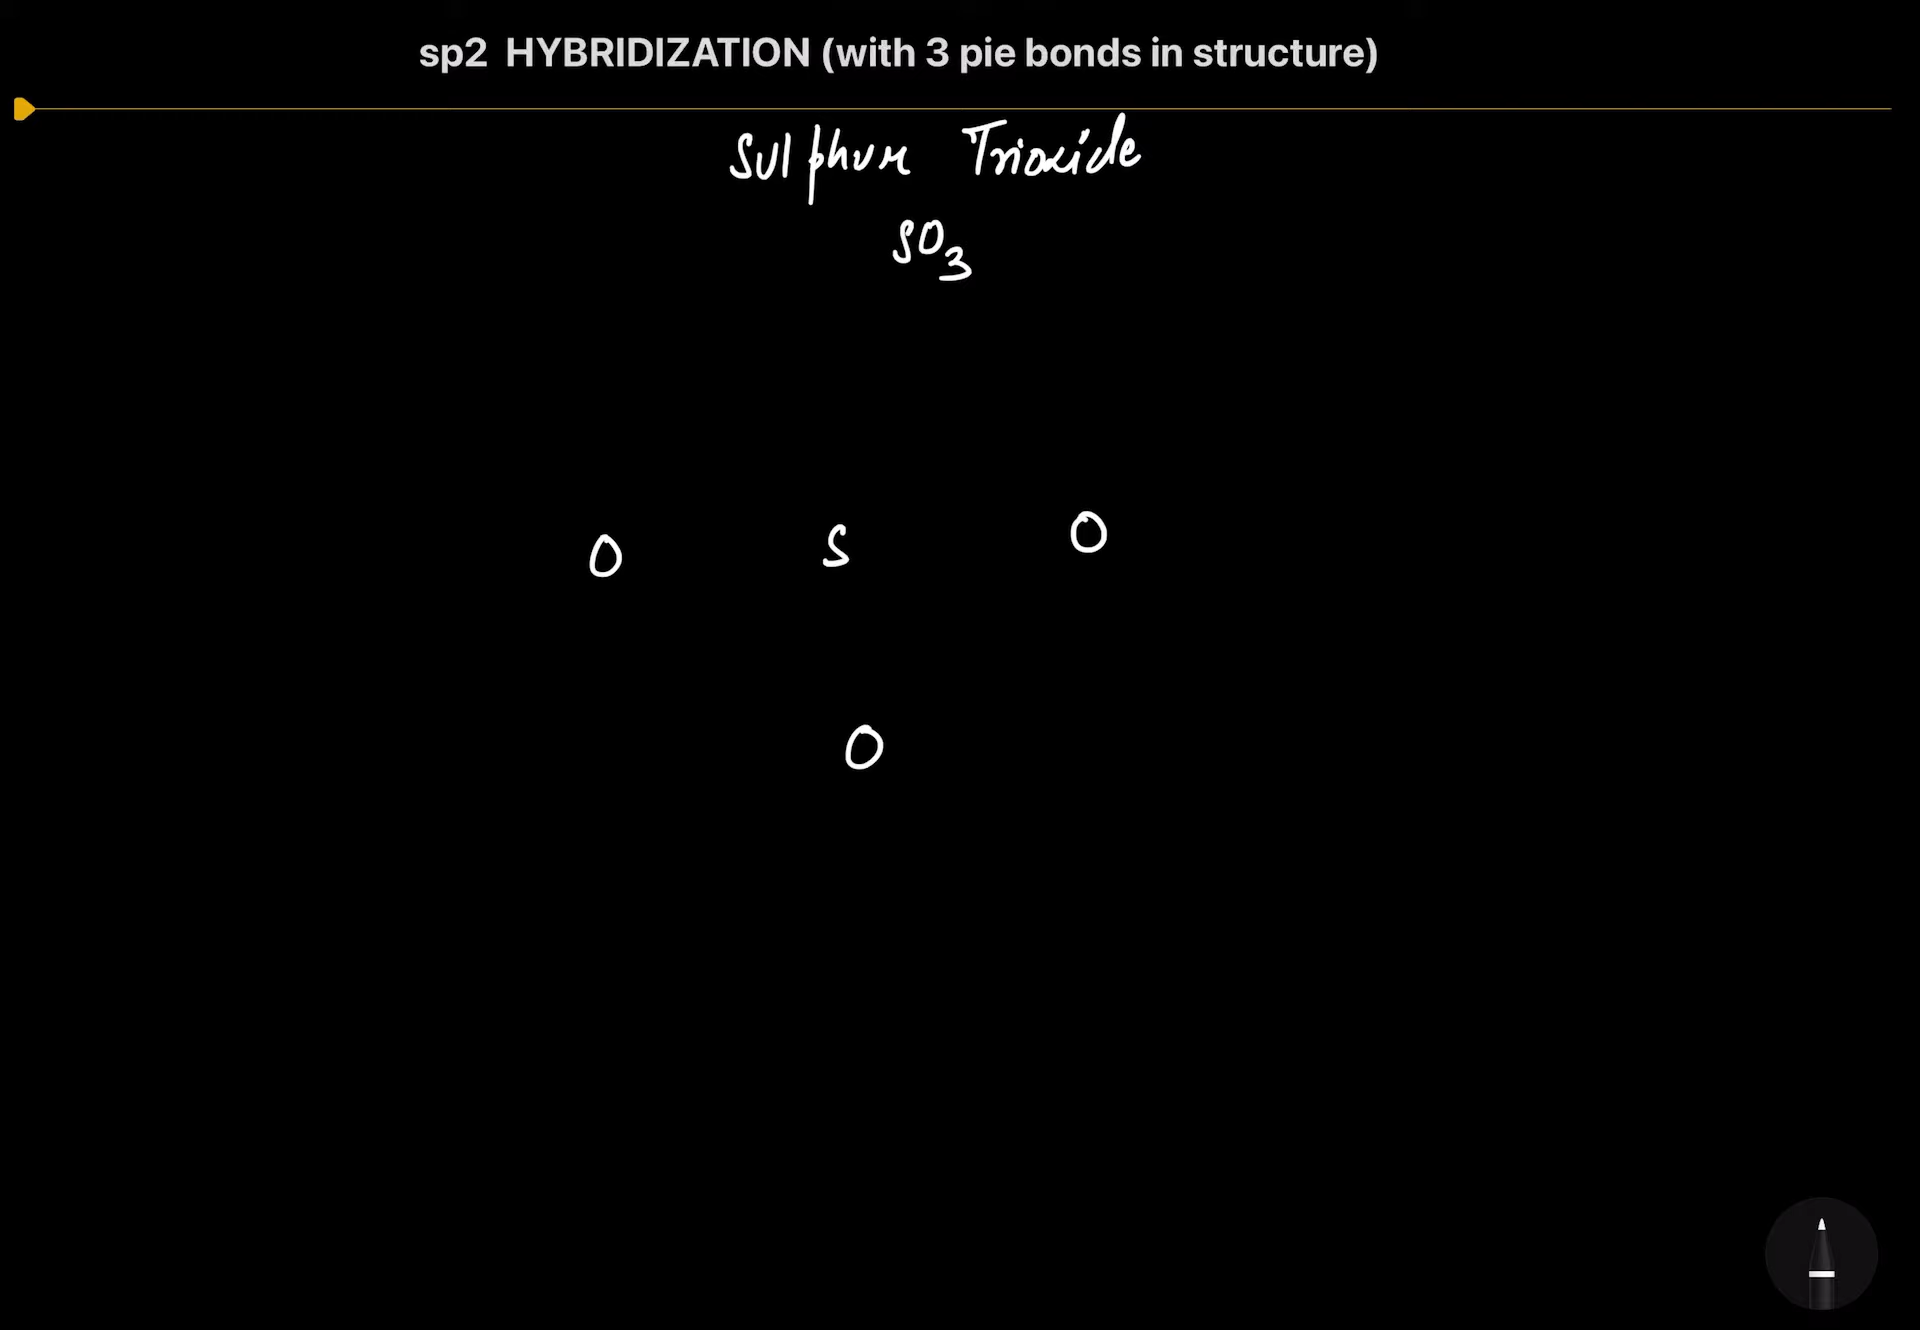 sp2 HYBRIDIZATION (with 3 pie bonds in structure)
Sulphur Trioxide
SO3
O S O
O